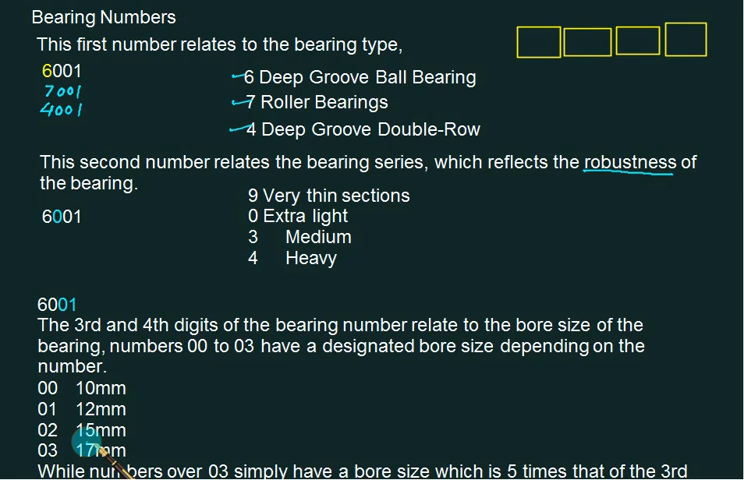 Bearing Numbers
This first number relates to the bearing type,
6001
7001
4001
6 Deep Groove Ball Bearing
7 Roller Bearings
4 Deep Groove Double-Row
This second number relates the bearing series, which reflects the robustness of
the bearing.
6001
9 Very thin sections
0 Extra light
3 Medium
4 Heavy
6001
The 3rd and 4th digits of the bearing number relate to the bore size of the
bearing, numbers 00 to 03 have a designated bore size depending on the
number.
00 10mm
01 12mm
02 15mm
03 17mm
While numbers over 03 simply have a bore size which is 5 times that of the 3rd